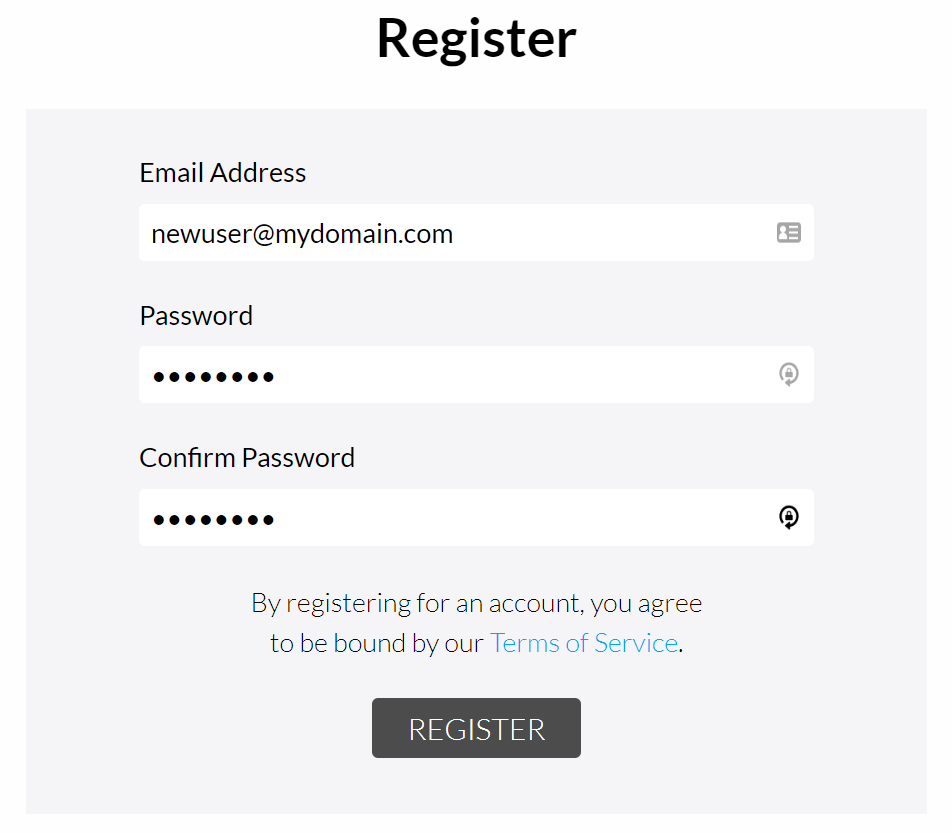 Register
Email Address
newuser@mydomain.com
Password
••••••••
Confirm Password
••••••••
By registering for an account, you agree
to be bound by our Terms of Service.
REGISTER